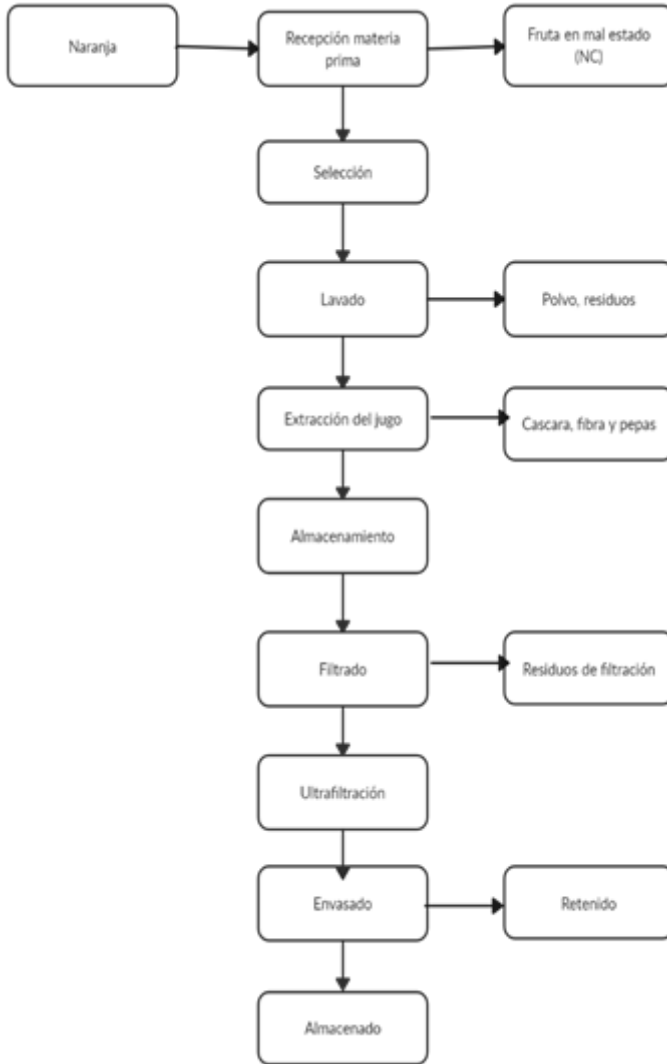 Naranja
Recepción materia
prima
Fruta en mal estado
(NC)
Selección
Lavado
Polvo, residuos
Extracción del jugo
Cascara, fibra y pepas
Almacenamiento
Filtrado
Residuos de filtración
Ultrafiltración
Envasado
Retenido
Almacenado